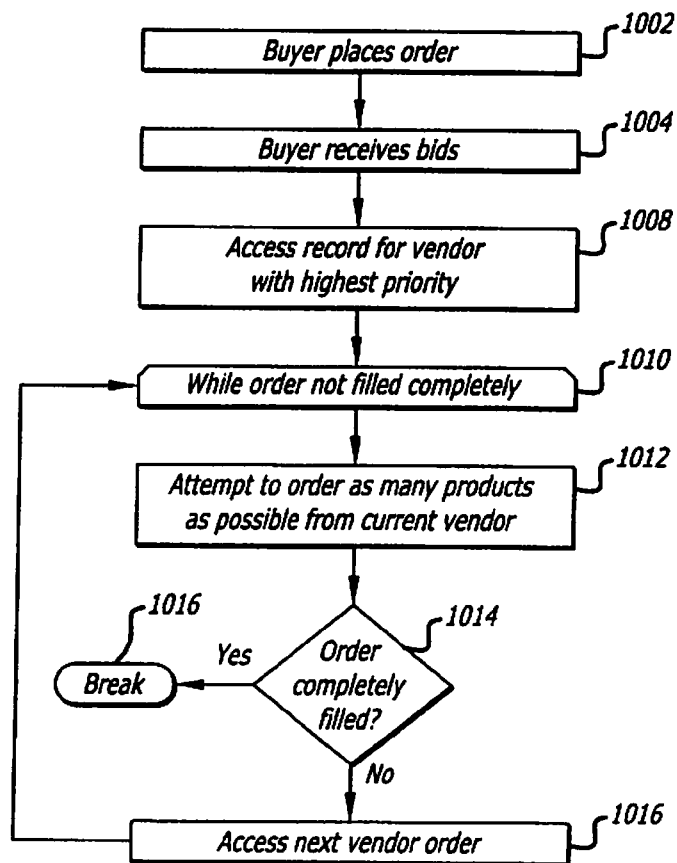 1002
Buyer places order
1004
Buyer receives bids
1008
Access record for vendor
with highest priority
1010
While order not filled completely
1012
Attempt to order as many products
as possible from current vendor
1016
1014
Yes
Order
completely
filled?
Break
No
1016
Access next vendor order